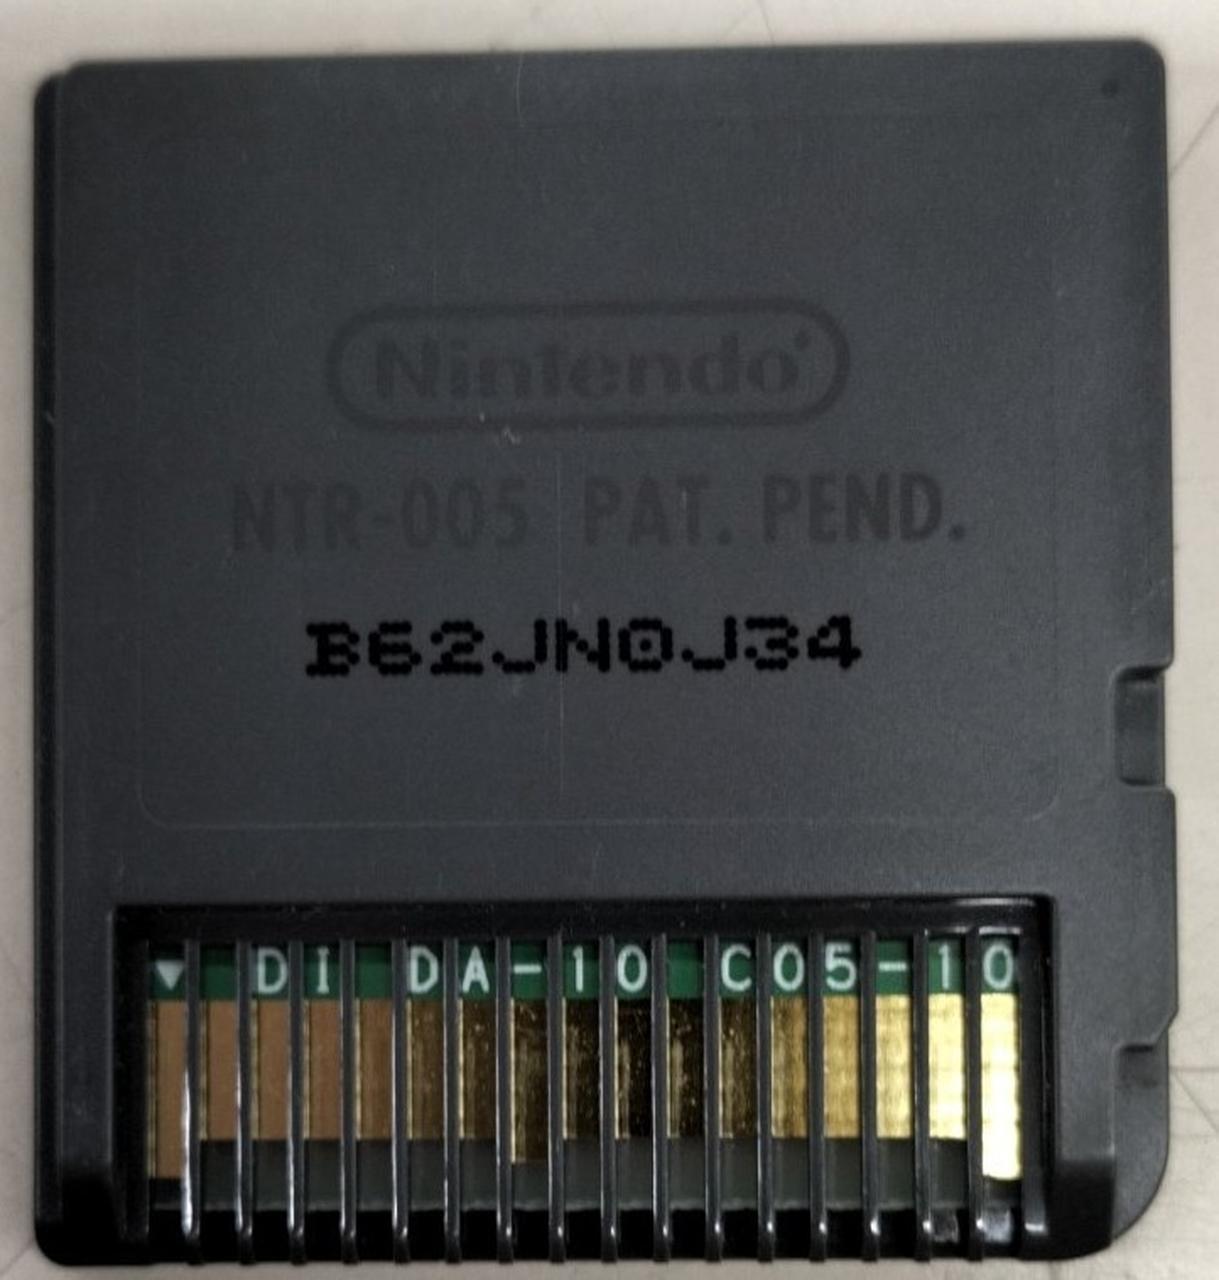 Nintendo
NTR-005 PAT. PEND.
B62JN0J34
▼ DI DA-10 C05-10